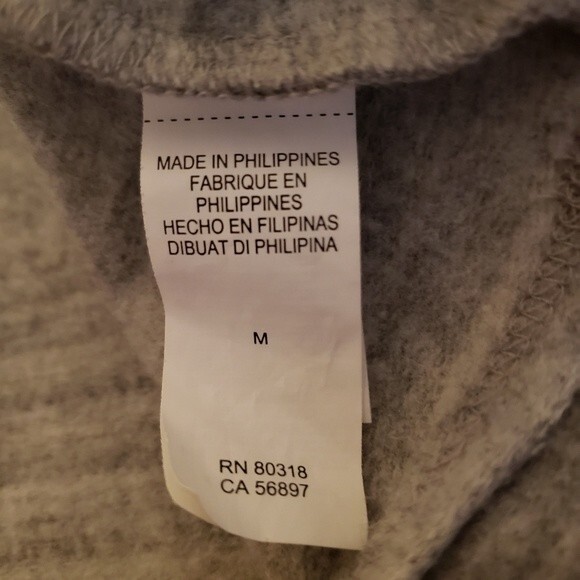 MADE IN PHILIPPINES
FABRIQUE EN
PHILIPPINES
HECHO EN FILIPINAS
DIBUAT DI PHILIPINA
M
RN 80318
CA 56897